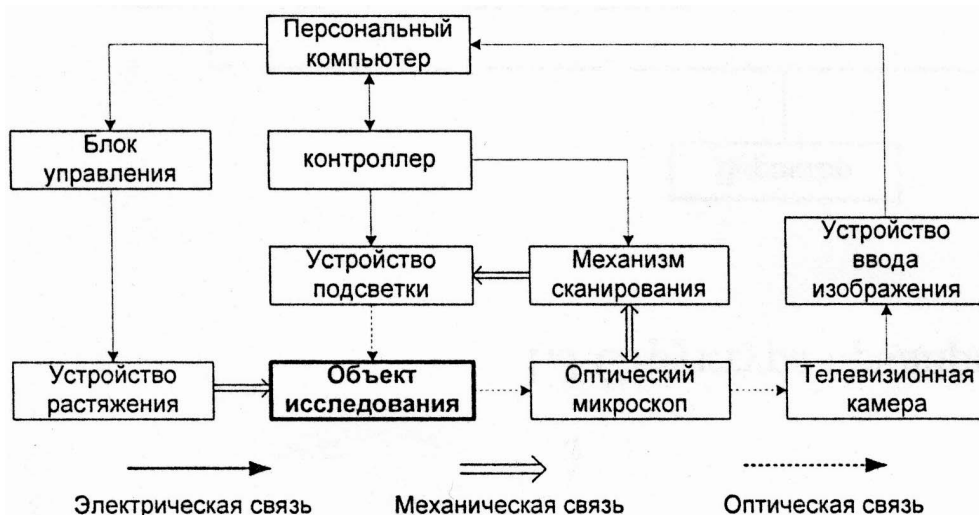 Персональный
компьютер
Блок
управления
контроллер
Устройство
подсветки
Механизм
сканирования
Устройство
ввода
изображения
Устройство
растяжения
Объект
исследования
Оптический
микроскоп
Телевизионная
камера
Электрическая связь
Механическая связь
Оптическая связь